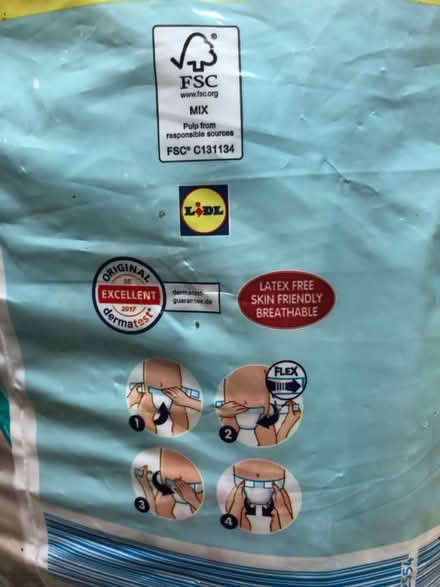 FSC
www.fsc.org
MIX
Pulp from
responsible sources
FSC® C131134
LIDL
ORIGINAL
EXCELLENT
2017
dermatest®
dermatest
guarantee.de
LATEX FREE
SKIN FRIENDLY
BREATHABLE
FLEX
1
2
3
4